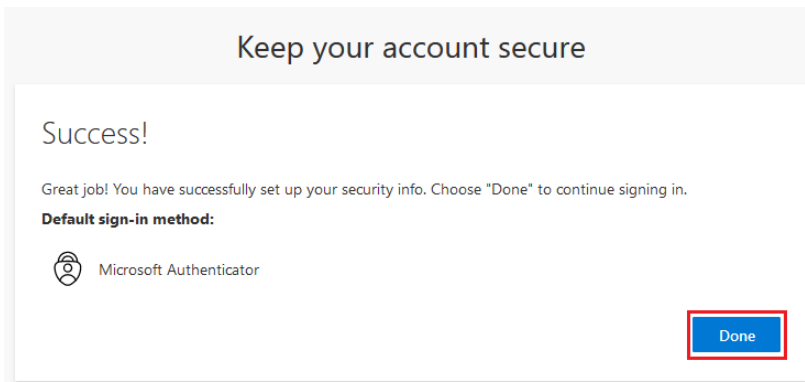 Keep your account secure
Success!
Great job! You have successfully set up your security info. Choose "Done" to continue signing in.
Default sign-in method:
Microsoft Authenticator
Done